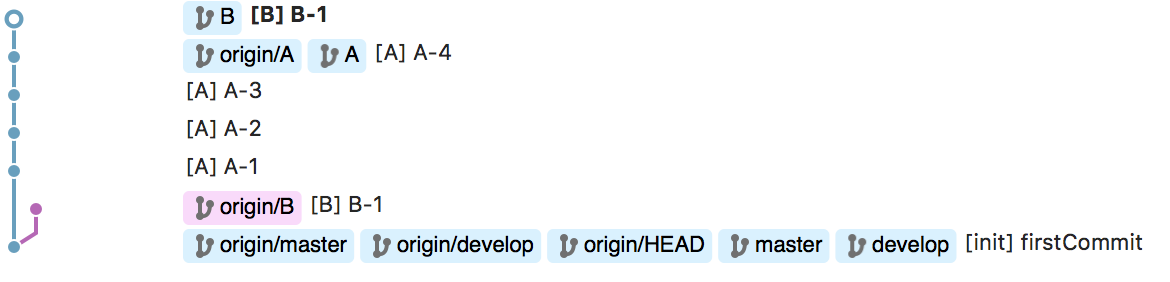 B [B] B-1
origin/A A [A] A-4
[A] A-3
[A] A-2
[A] A-1
origin/B [B] B-1
origin/master origin/develop origin/HEAD master develop [init] firstCommit